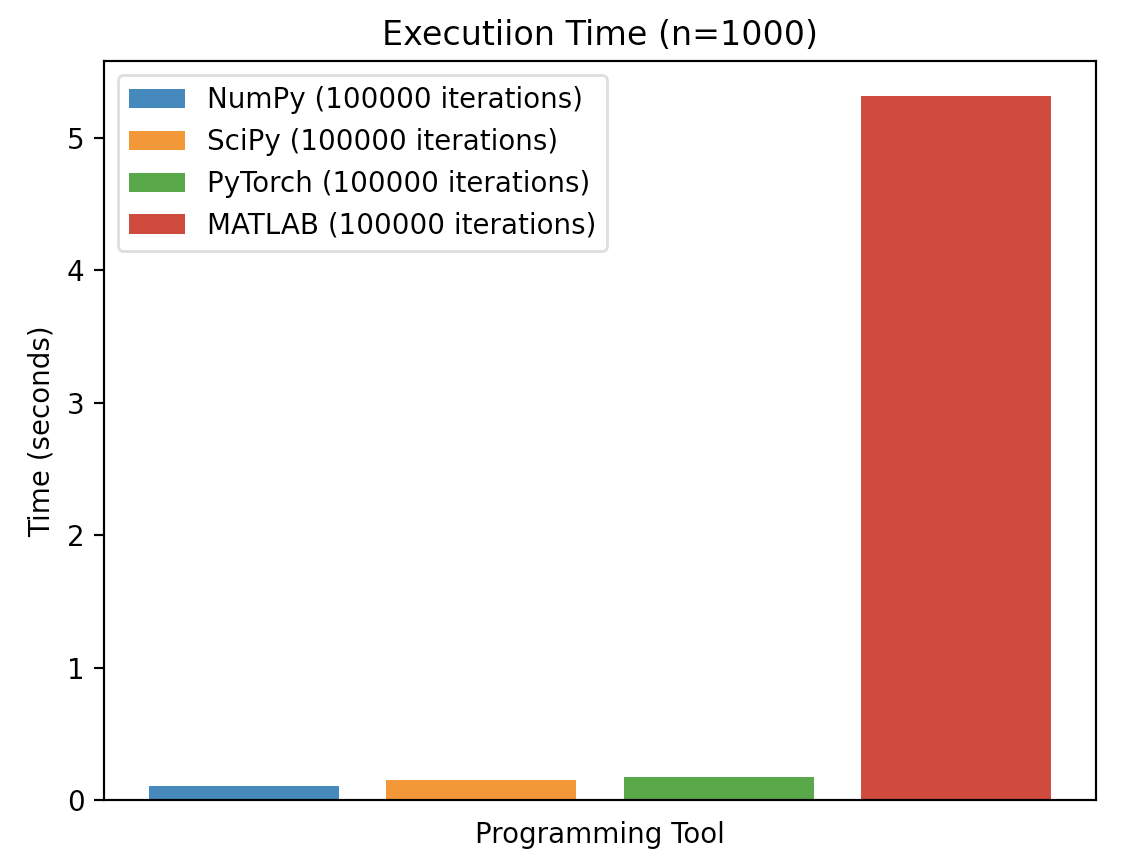 Executiion Time (n=1000)
NumPy (100000 iterations)
SciPy (100000 iterations)
PyTorch (100000 iterations)
MATLAB (100000 iterations)
Time (seconds)
5
4
3
2
1
0
Programming Tool